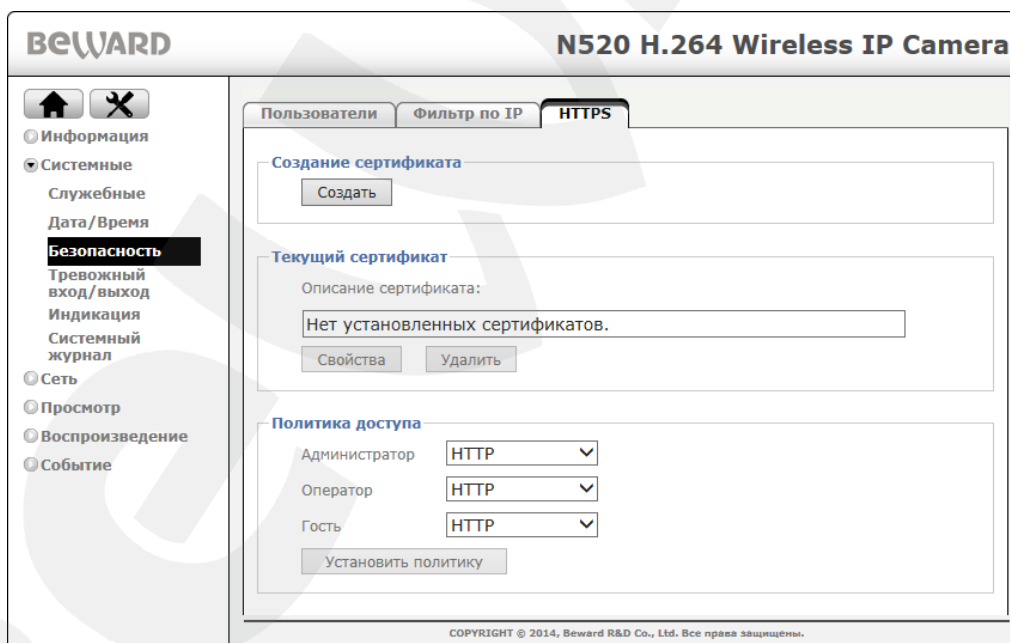 BEWARD
N520 H.264 Wireless IP Camera
Информация
Системные
Служебные
Дата/Время
Безопасность
Тревожный
вход/выход
Индикация
Системный
журнал
Сеть
Просмотр
Воспроизведение
Событие
Пользователи Фильтр по IP HTTPS
Создание сертификата
Создать
Текущий сертификат
Описание сертификата:
Нет установленных сертификатов.
Свойства Удалить
Политика доступа
Администратор HTTP
Оператор HTTP
Гость HTTP
Установить политику
COPYRIGHT © 2014, Beward R&D Co., Ltd. Все права защищены.